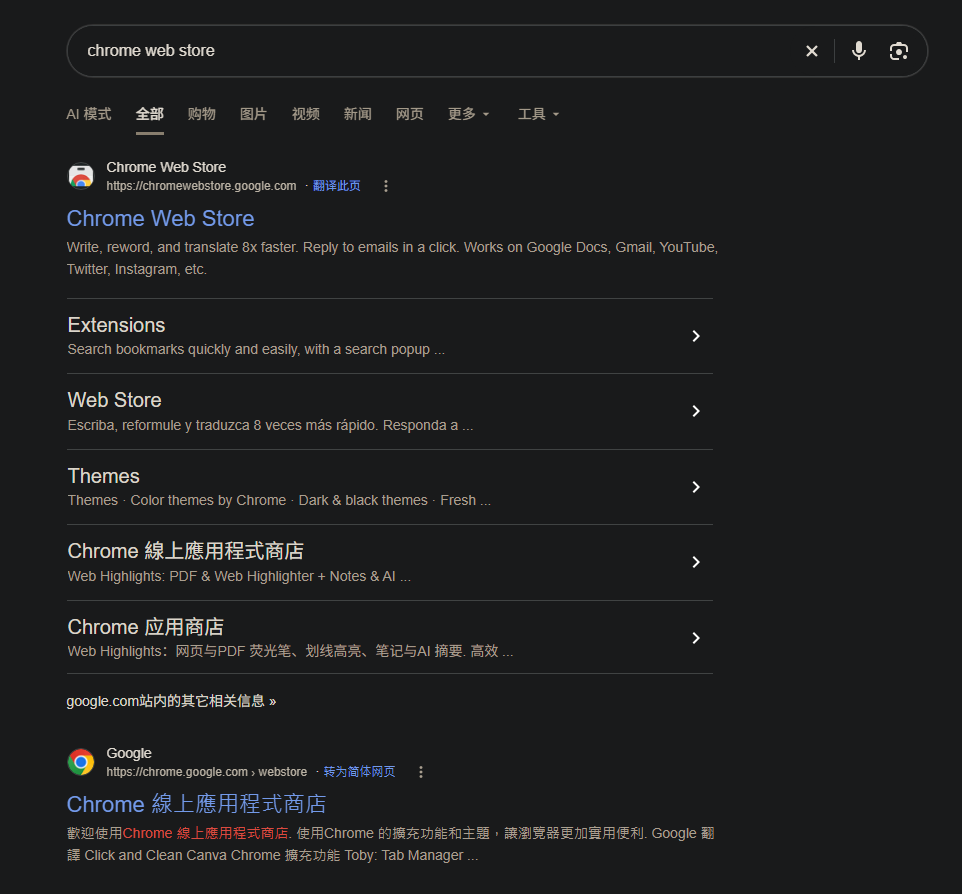 chrome web store
AI 模式 全部 购物 图片 视频 新闻 网页 更多 工具
Chrome Web Store
https://chromewebstore.google.com · 翻译此页
Chrome Web Store
Write, reword, and translate 8x faster. Reply to emails in a click. Works on Google Docs, Gmail, YouTube,
Twitter, Instagram, etc.
Extensions
Search bookmarks quickly and easily, with a search popup ...
Web Store
Escriba, reformule y traduzca 8 veces más rápido. Responda a ...
Themes
Themes · Color themes by Chrome · Dark & black themes · Fresh ...
Chrome 線上應用程式商店
Web Highlights: PDF & Web Highlighter + Notes & AI ...
Chrome 应用商店
Web Highlights：网页与PDF 荧光笔、划线高亮、笔记与AI 摘要. 高效 ...
google.com站内的其它相关信息 »
Google
https://chrome.google.com › webstore · 转为简体网页
Chrome 線上應用程式商店
歡迎使用Chrome 線上應用程式商店. 使用Chrome 的擴充功能和主題，讓瀏覽器更加實用便利. Google 翻
譯 Click and Clean Canva Chrome 擴充功能 Toby: Tab Manager ...